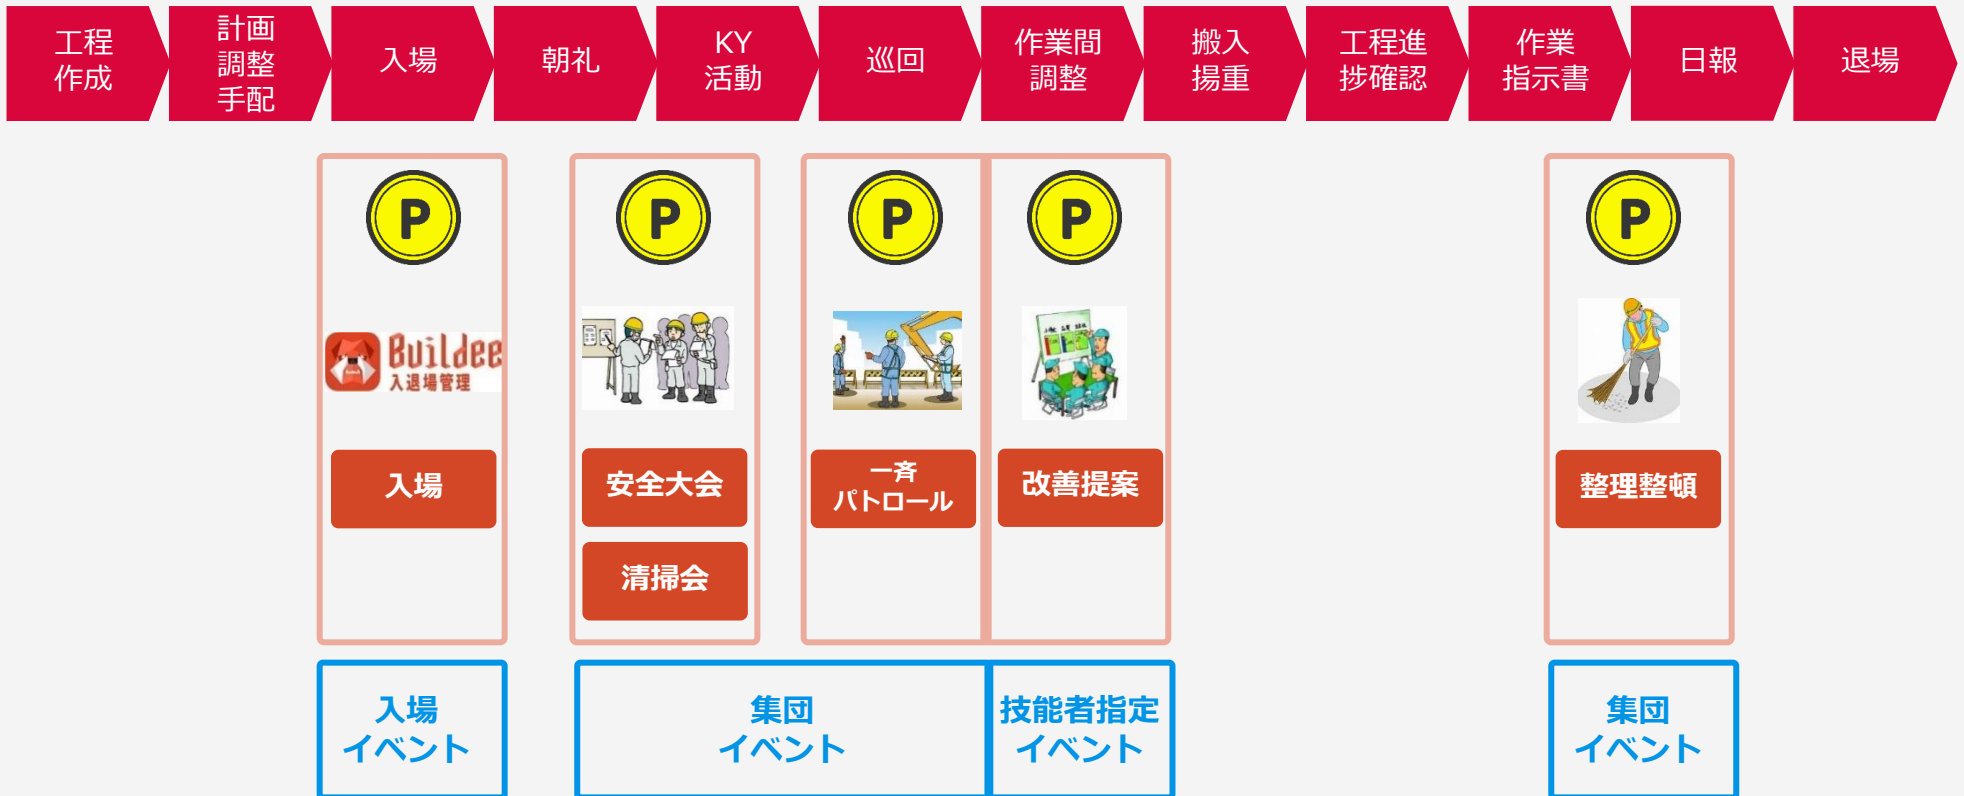 工程
作成
計画
調整
手配
入場
朝礼
KY
活動
巡回
作業間
調整
搬入
揚重
工程進
捗確認
作業
指示書
日報
退場
P
P
P
P
P
Buildee
入退場管理
入場
安全大会
一斉
パトロール
改善提案
整理整頓
清掃会
入場
イベント
集団
イベント
技能者指定
イベント
集団
イベント